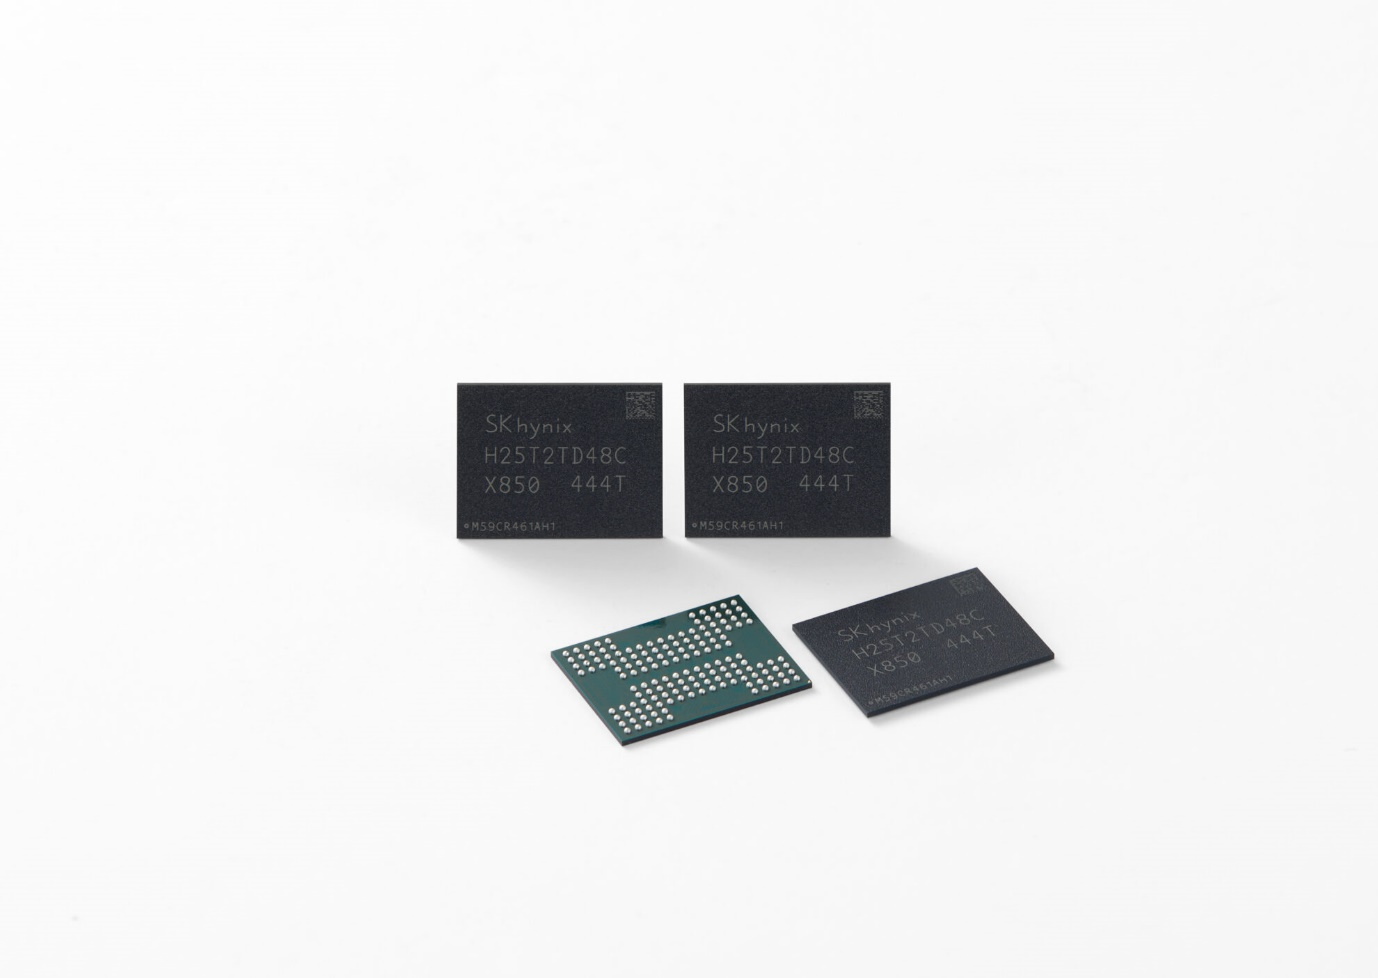 SK hynix
H25T2TD48C
X850 444T
M59CR461AH1
SK hynix
H25T2TD48C
X850 444T
M59CR461AH1
SK hynix
H25T2TD48C
X850 444T
M59CR461AH1